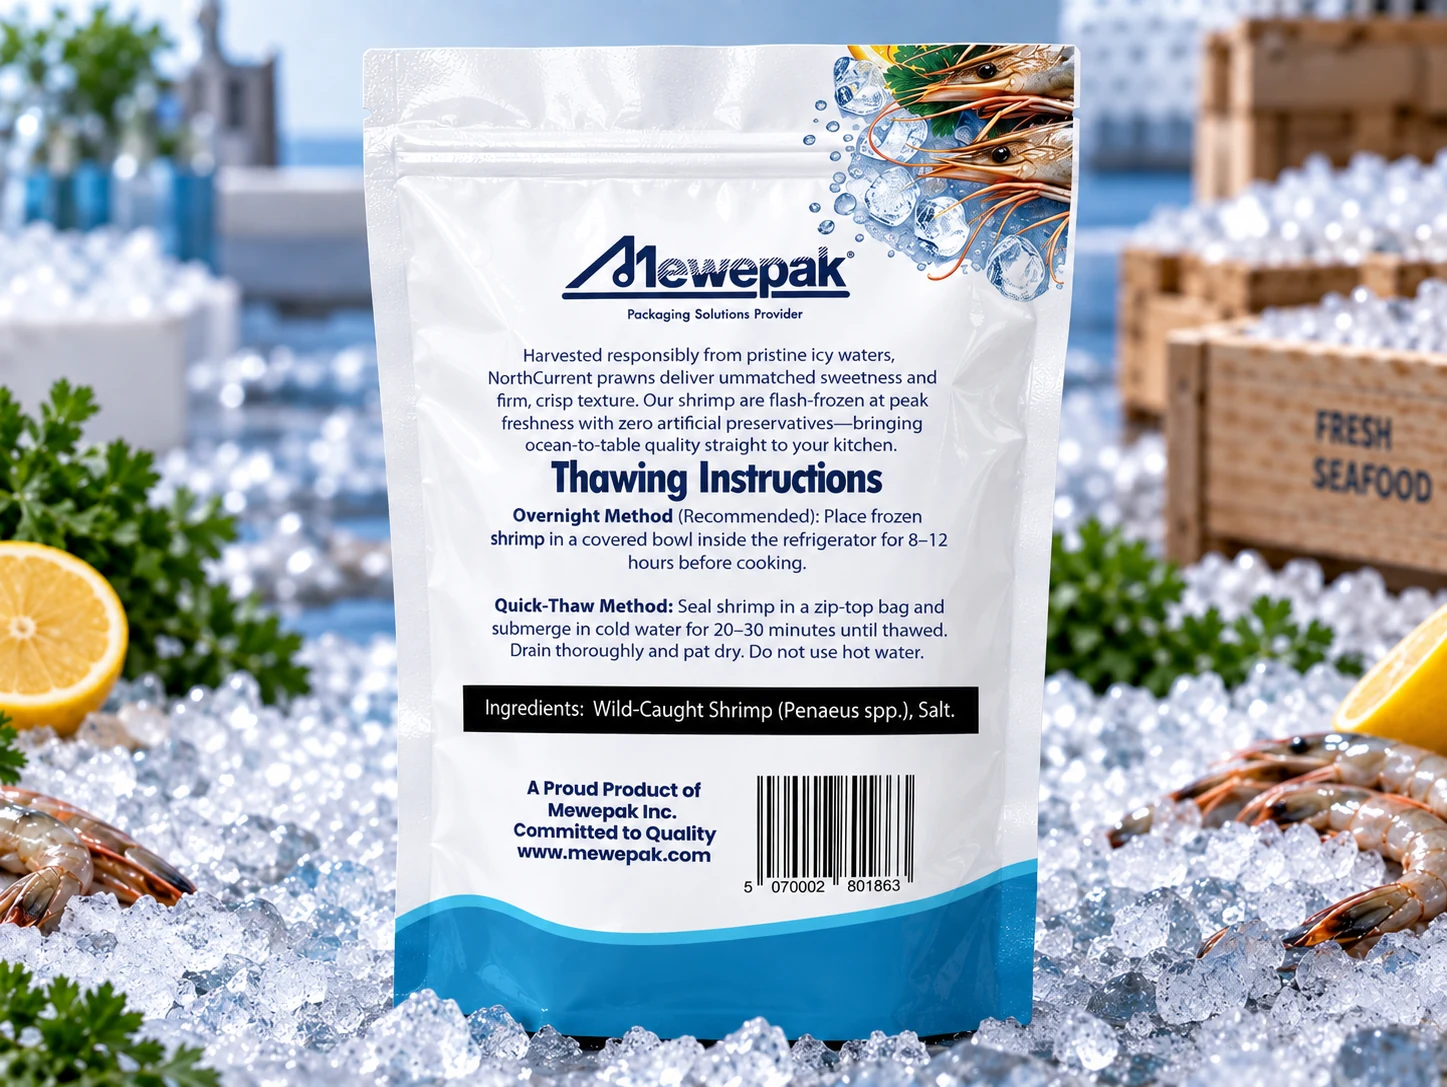 Mewepak®
Packaging Solutions Provider
Harvested responsibly from pristine icy waters,
NorthCurrent prawns deliver unmatched sweetness and
firm, crisp texture. Our shrimp are flash-frozen at peak
freshness with zero artificial preservatives—bringing
ocean-to-table quality straight to your kitchen.
Thawing Instructions
Overnight Method (Recommended): Place frozen
shrimp in a covered bowl inside the refrigerator for 8–12
hours before cooking.
Quick-Thaw Method: Seal shrimp in a zip-top bag and
submerge in cold water for 20–30 minutes until thawed.
Drain thoroughly and pat dry. Do not use hot water.
Ingredients: Wild-Caught Shrimp (Penaeus spp.), Salt.
A Proud Product of
Mewepak Inc.
Committed to Quality
www.mewepak.com
5 070002 801863
FRESH
SEAFOOD